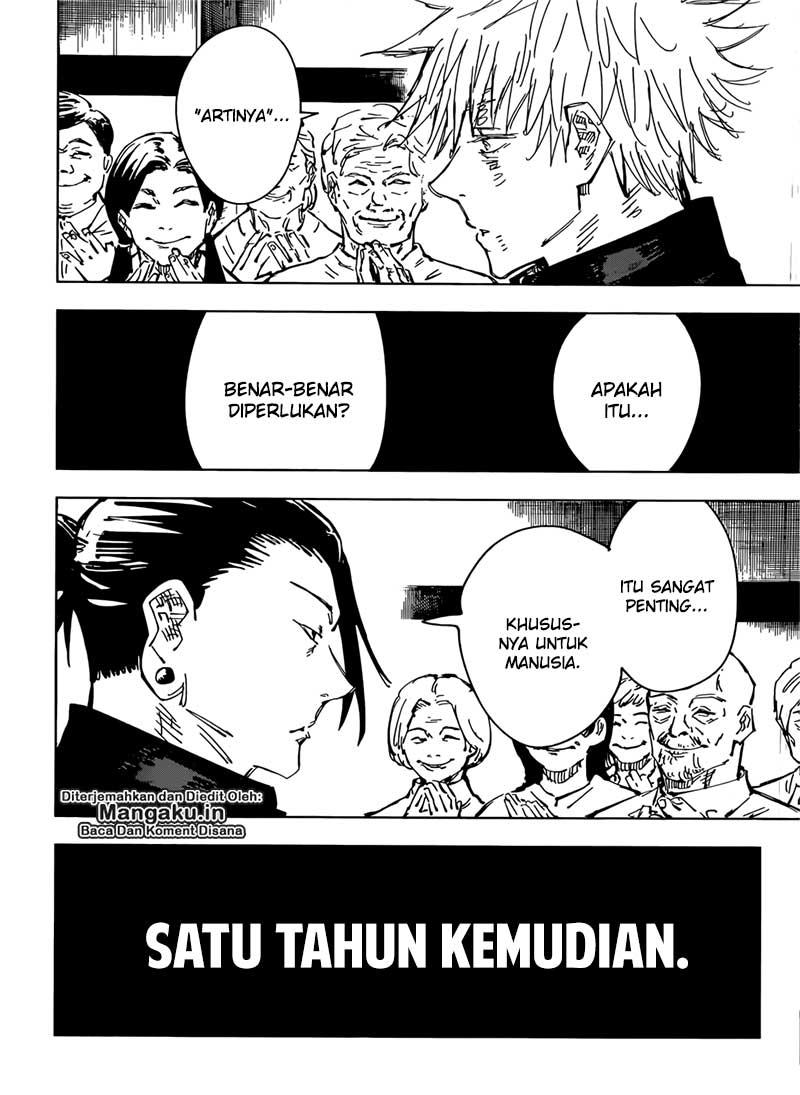 "ARTINYA"...
APAKAH
ITU...
BENAR-BENAR
DIPERLUKAN?
ITU SANGAT
PENTING...
KHUSUS-
NYA UNTUK
MANUSIA.
Diterjemahkan dan Diedit Oleh:
Mangaku.in
Baca Dan Koment Disana
SATU TAHUN KEMUDIAN.